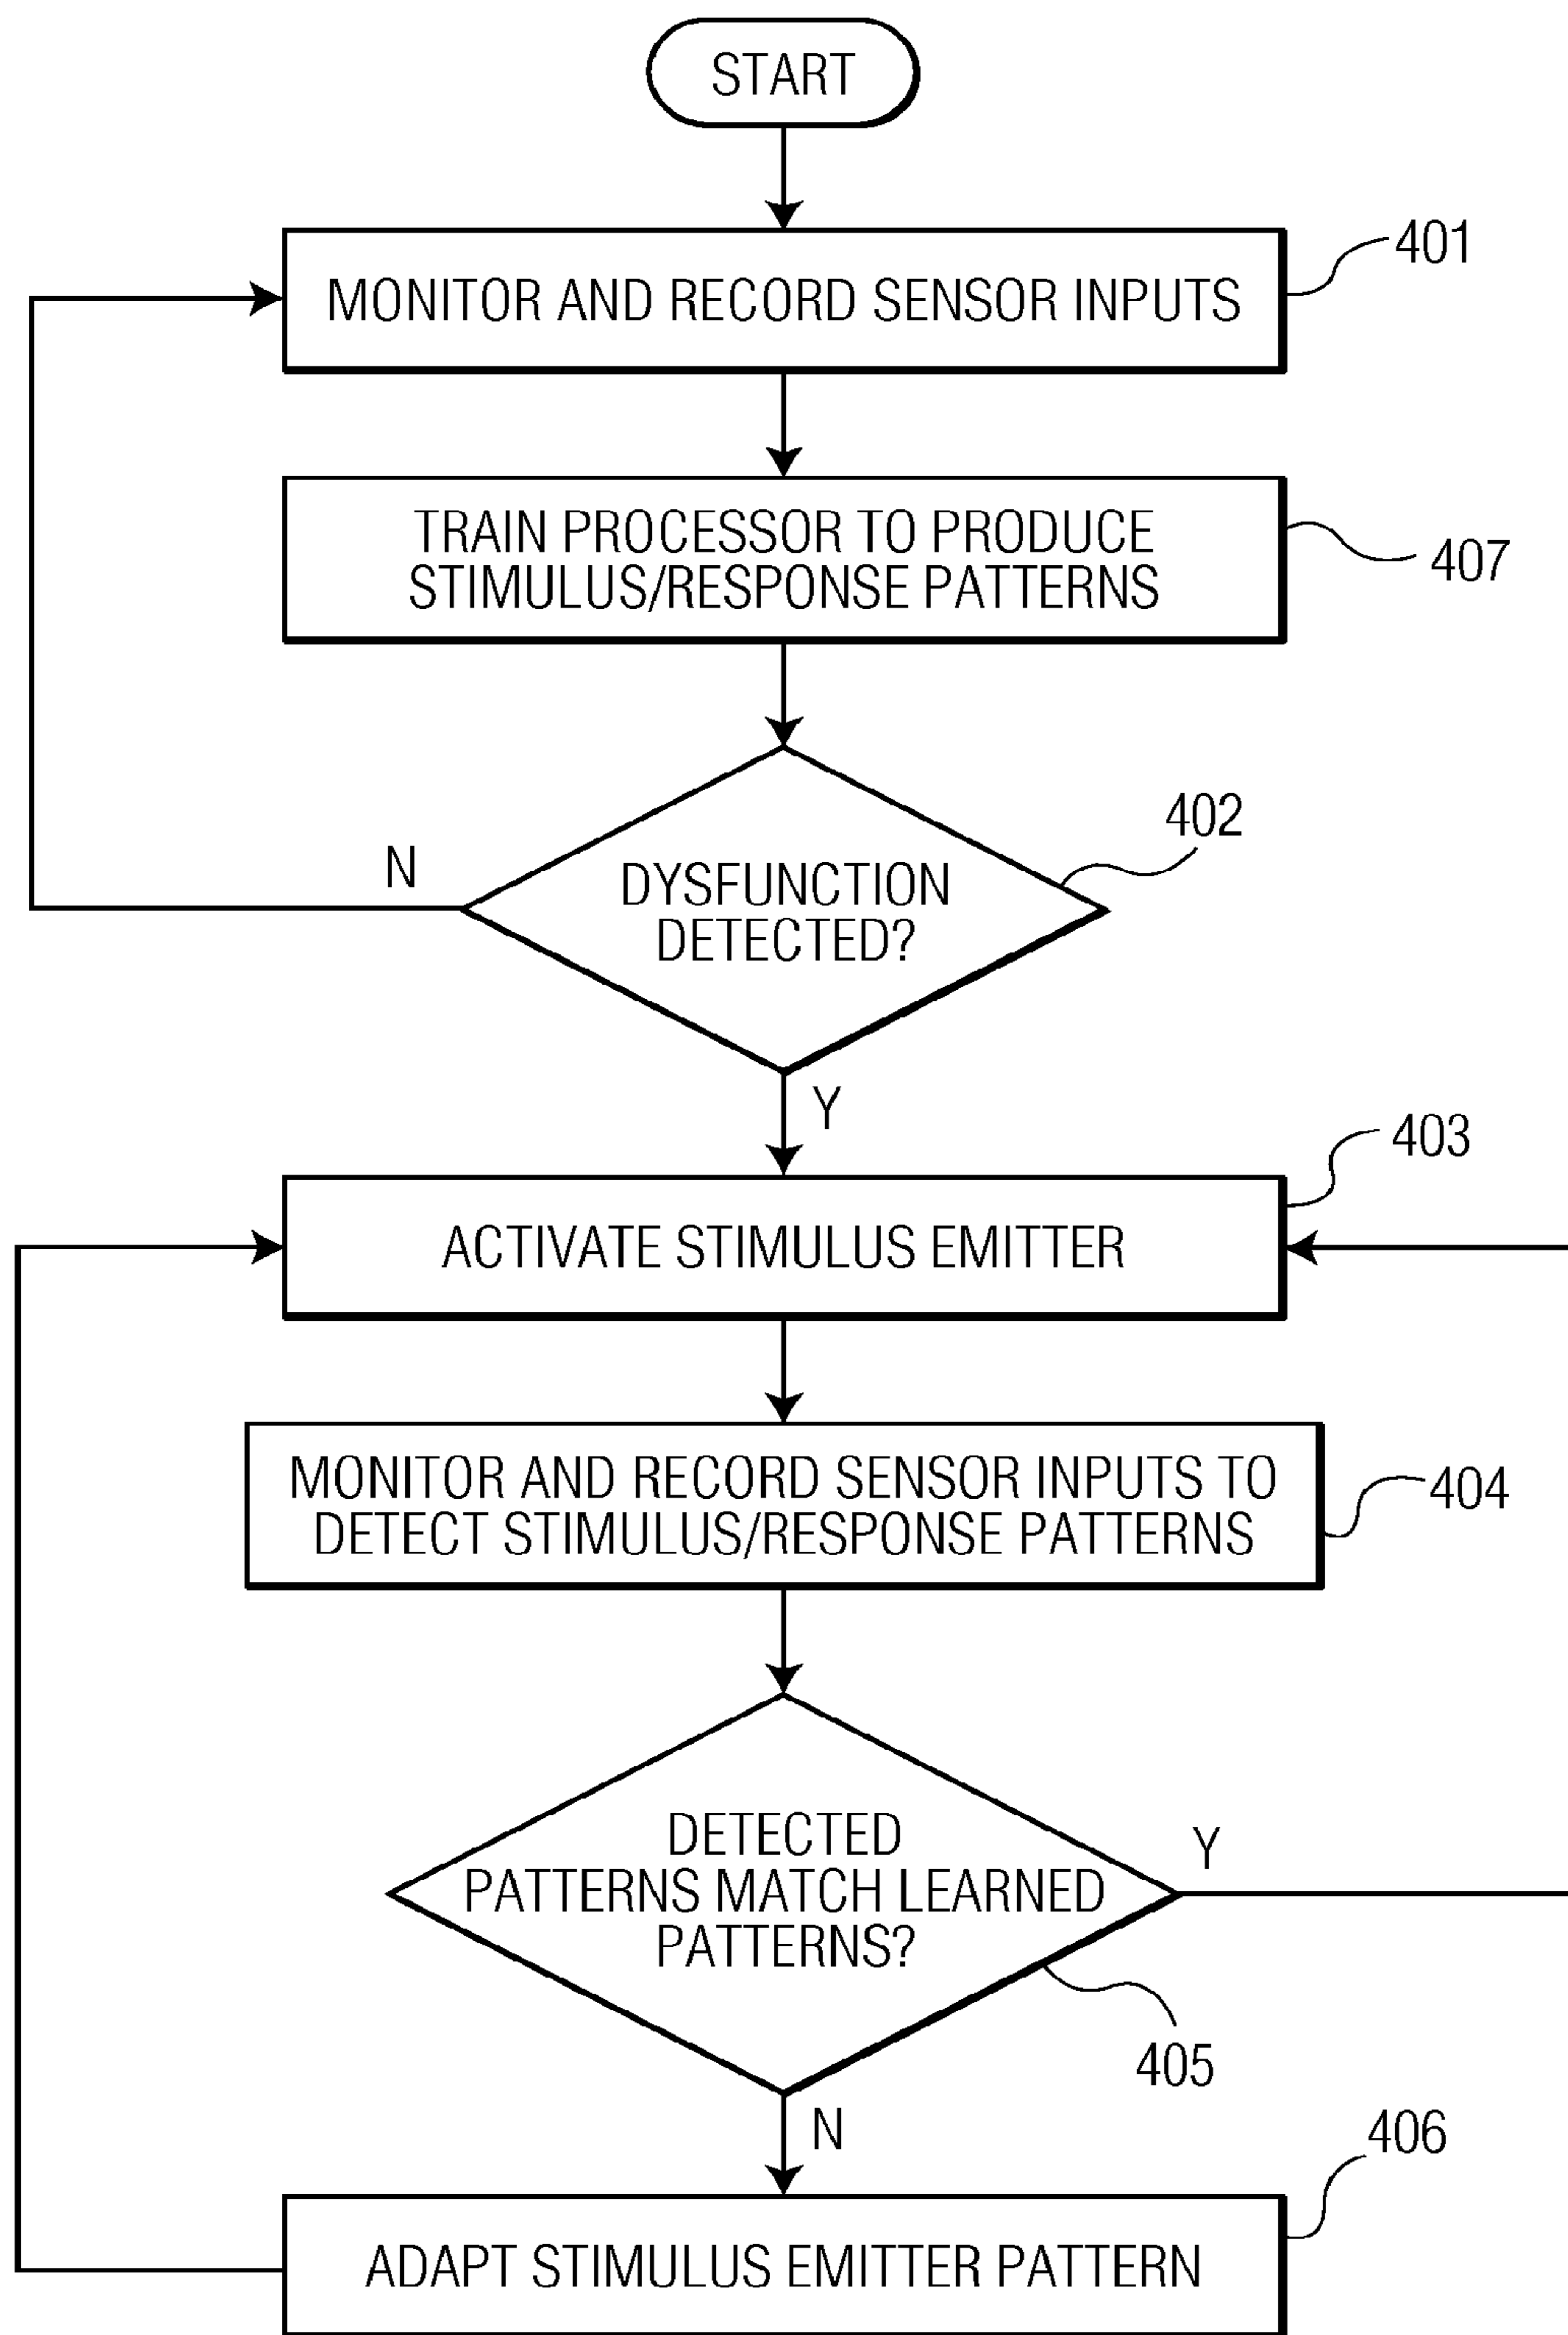 START
MONITOR AND RECORD SENSOR INPUTS
401
TRAIN PROCESSOR TO PRODUCE
STIMULUS/RESPONSE PATTERNS
407
DYSFUNCTION
DETECTED?
402
N
Y
ACTIVATE STIMULUS EMITTER
403
MONITOR AND RECORD SENSOR INPUTS TO
DETECT STIMULUS/RESPONSE PATTERNS
404
DETECTED
PATTERNS MATCH LEARNED
PATTERNS?
Y
405
N
ADAPT STIMULUS EMITTER PATTERN
406